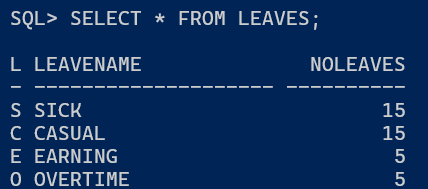 SQL> SELECT * FROM LEAVES;
L LEAVENAME                 NOLEAVES
- -------------------- ----------
S SICK                            15
C CASUAL                          15
E EARNING                          5
O OVERTIME                         5